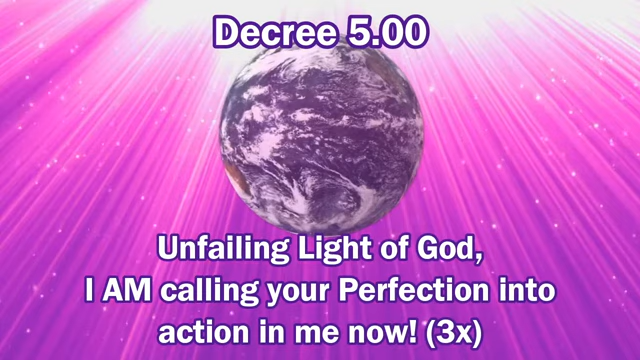 Decree 5.00
Unfailing Light of God,
I AM calling your Perfection into
action in me now! (3x)